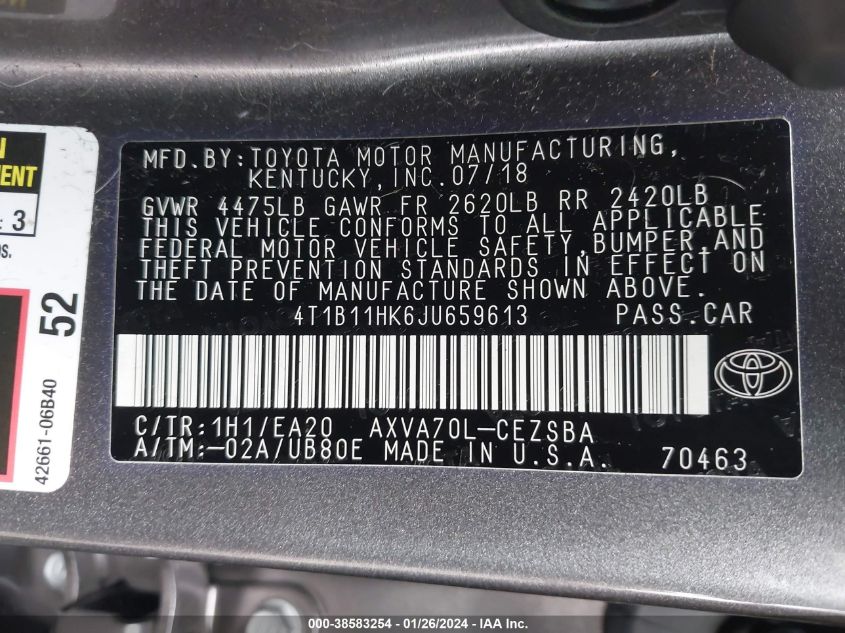 MFD.BY:TOYOTA MOTOR MANUFACTURING,
KENTUCKY,INC.07/18
GVWR 4475LB GAWR FR 2620LB RR 2420LB
THIS VEHICLE CONFORMS TO ALL APPLICABLE
FEDERAL MOTOR VEHICLE SAFETY,BUMPER,AND
THEFT PREVENTION STANDARDS IN EFFECT ON
THE DATE OF MANUFACTURE SHOWN ABOVE.
4T1B11HK6JU659613 PASS.CAR
C/TR:1H1/EA20 AXVA70L-CEZSBA
A/TM:-02A/UB80E MADE IN U.S.A. 70463
: 3
52
42661-06B40
000-38583254 - 01/26/2024 - IAA - Copart